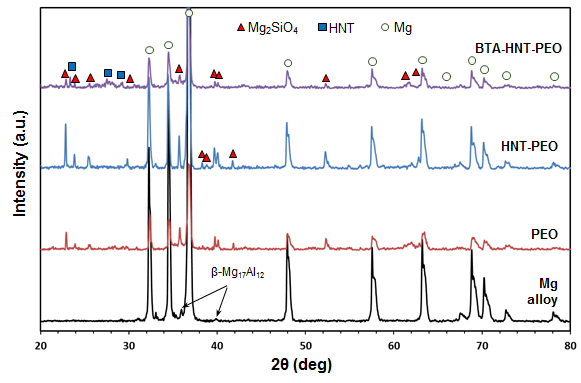 Mg₂SiO₄ HNT Mg
BTA-HNT-PEO
HNT-PEO
PEO
β-Mg₁₇Al₁₂
Mg
alloy
Intensity (a.u.)
20 30 40 50 60 70 80
2θ (deg)